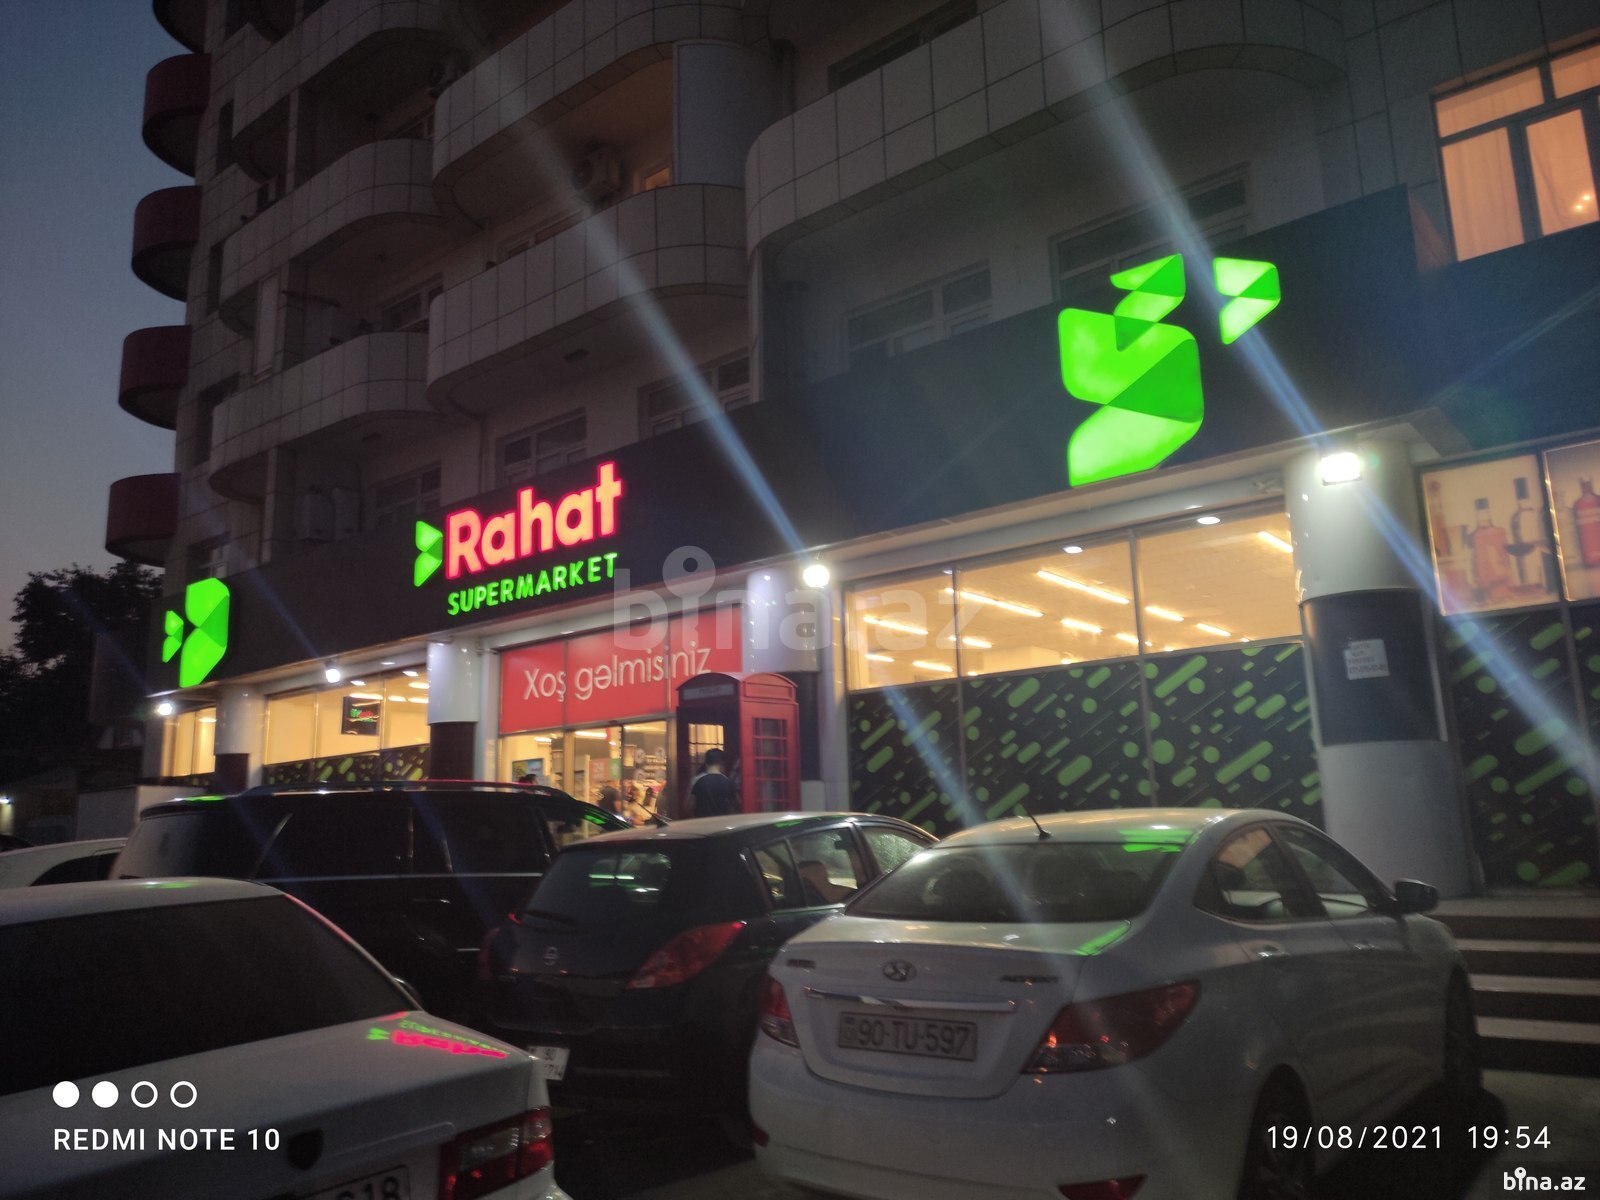 Rahat
SUPERMARKET
bina.az
Xoş gəlmisiniz
90-TU-597
REDMI NOTE 10
19/08/2021 19:54
bina.az